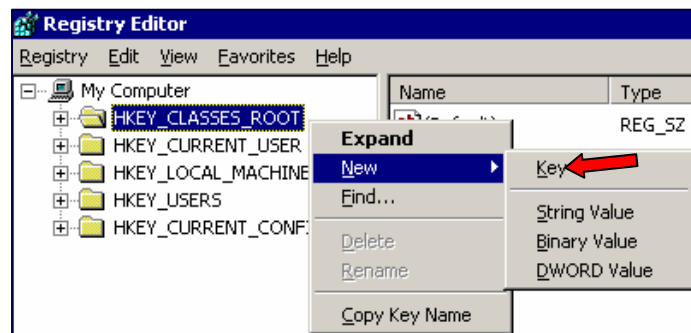 Registry Editor
Registry Edit View Favorites Help
My Computer
HKEY_CLASSES_ROOT
HKEY_CURRENT_USER
HKEY_LOCAL_MACHINE
HKEY_USERS
HKEY_CURRENT_CONF
Name Type
REG_SZ
Expand
New
Find...
Delete
Rename
Copy Key Name
Key
String Value
Binary Value
DWORD Value